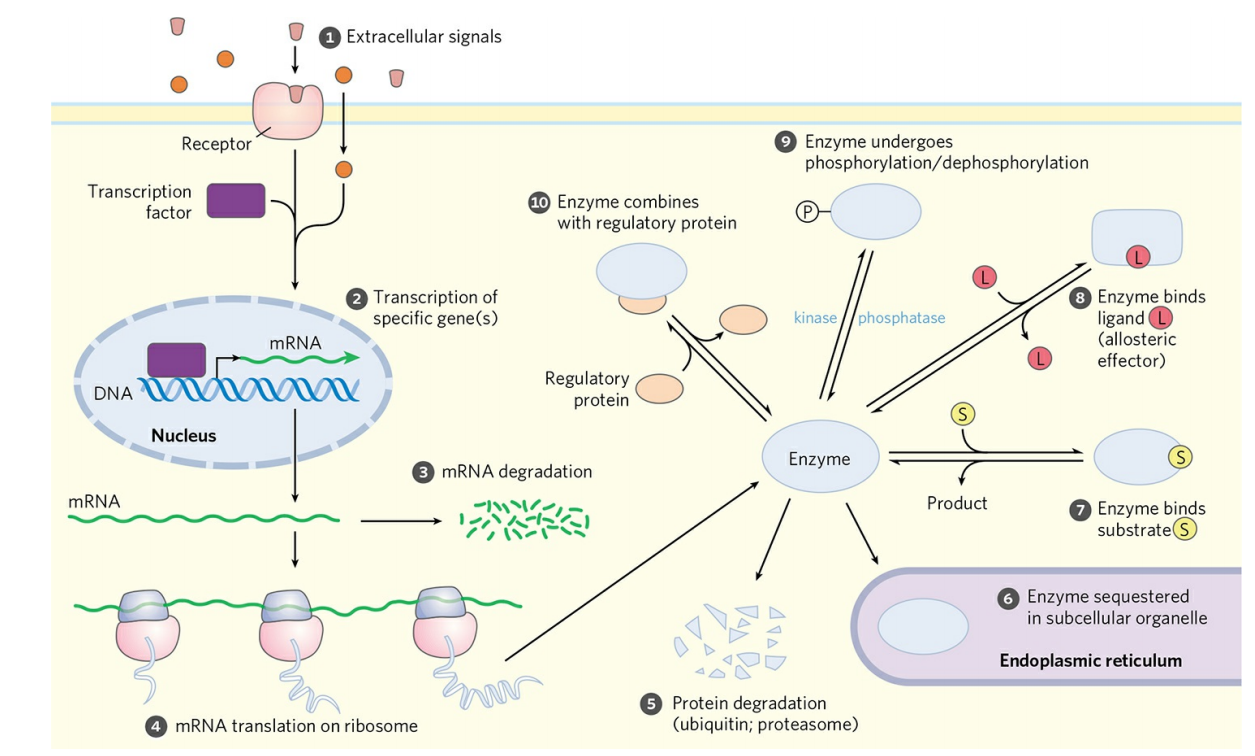 1 Extracellular signals
Receptor
Transcription
factor
2 Transcription of
specific gene(s)
mRNA
DNA
Nucleus
mRNA
3 mRNA degradation
4 mRNA translation on ribosome
Enzyme
5 Protein degradation
(ubiquitin; proteasome)
6 Enzyme sequestered
in subcellular organelle
Endoplasmic reticulum
S
Product
S
7 Enzyme binds
substrate S
L
L
L
8 Enzyme binds
ligand L
(allosteric
effector)
9 Enzyme undergoes
phosphorylation/dephosphorylation
P
kinase
phosphatase
10 Enzyme combines
with regulatory protein
Regulatory
protein